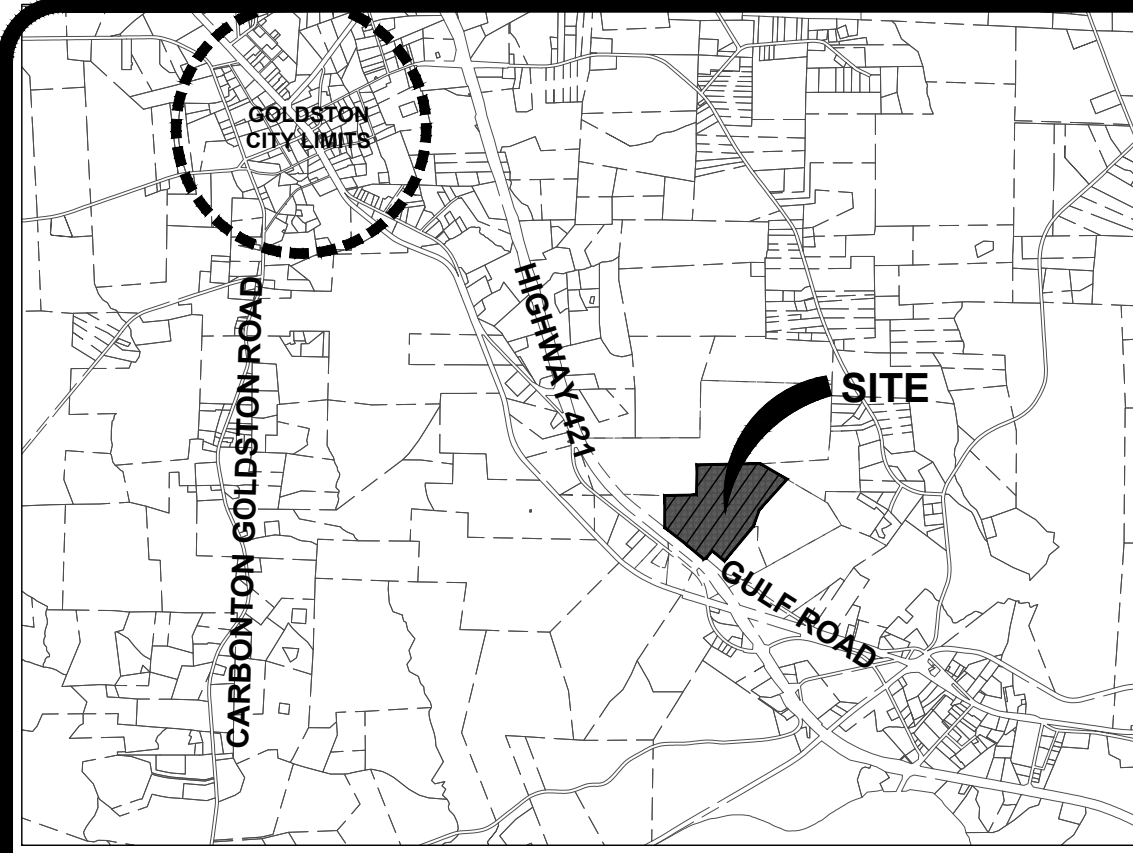 GOLDSTON
CITY LIMITS
HIGHWAY 421
CARBONTON GOLDSTON ROAD
SITE
GULF ROAD